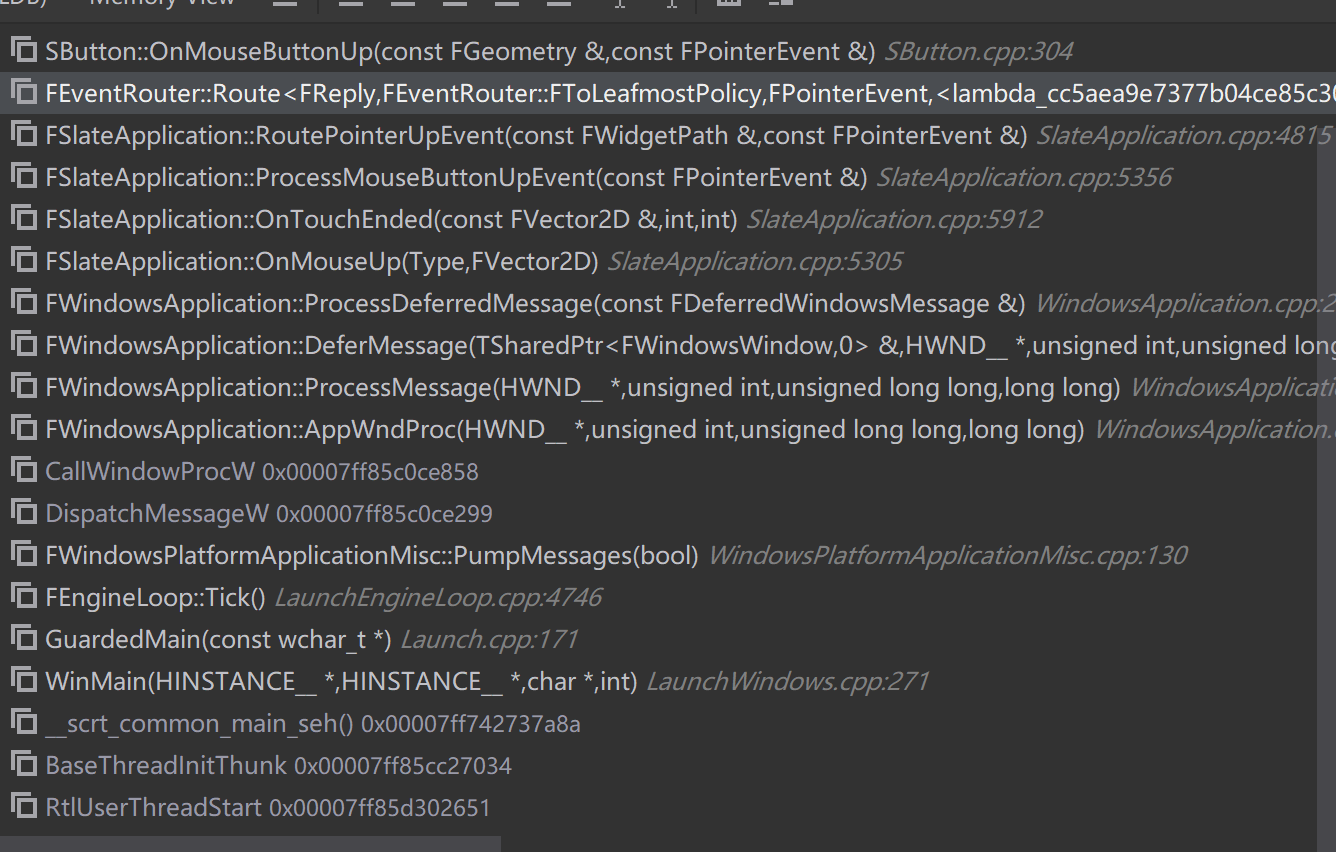 Memory View
SButton::OnMouseButtonUp(const FGeometry &,const FPointerEvent &) SButton.cpp:304
FEventRouter::Route<FReply,FEventRouter::FToLeafmostPolicy,FPointerEvent,<lambda_cc5aea9e7377b04ce85c30
FSlateApplication::RoutePointerUpEvent(const FWidgetPath &,const FPointerEvent &) SlateApplication.cpp:4815
FSlateApplication::ProcessMouseButtonUpEvent(const FPointerEvent &) SlateApplication.cpp:5356
FSlateApplication::OnTouchEnded(const FVector2D &,int,int) SlateApplication.cpp:5912
FSlateApplication::OnMouseUp(Type,FVector2D) SlateApplication.cpp:5305
FWindowsApplication::ProcessDeferredMessage(const FDeferredWindowsMessage &) WindowsApplication.cpp:2
FWindowsApplication::DeferMessage(TSharedPtr<FWindowsWindow,0> &,HWND__ *,unsigned int,unsigned long
FWindowsApplication::ProcessMessage(HWND__ *,unsigned int,unsigned long long,long long) WindowsApplicati
FWindowsApplication::AppWndProc(HWND__ *,unsigned int,unsigned long long,long long) WindowsApplication.
CallWindowProcW 0x00007ff85c0ce858
DispatchMessageW 0x00007ff85c0ce299
FWindowsPlatformApplicationMisc::PumpMessages(bool) WindowsPlatformApplicationMisc.cpp:130
FEngineLoop::Tick() LaunchEngineLoop.cpp:4746
GuardedMain(const wchar_t *) Launch.cpp:171
WinMain(HINSTANCE__ *,HINSTANCE__ *,char *,int) LaunchWindows.cpp:271
__scrt_common_main_seh() 0x00007ff742737a8a
BaseThreadInitThunk 0x00007ff85cc27034
RtlUserThreadStart 0x00007ff85d302651